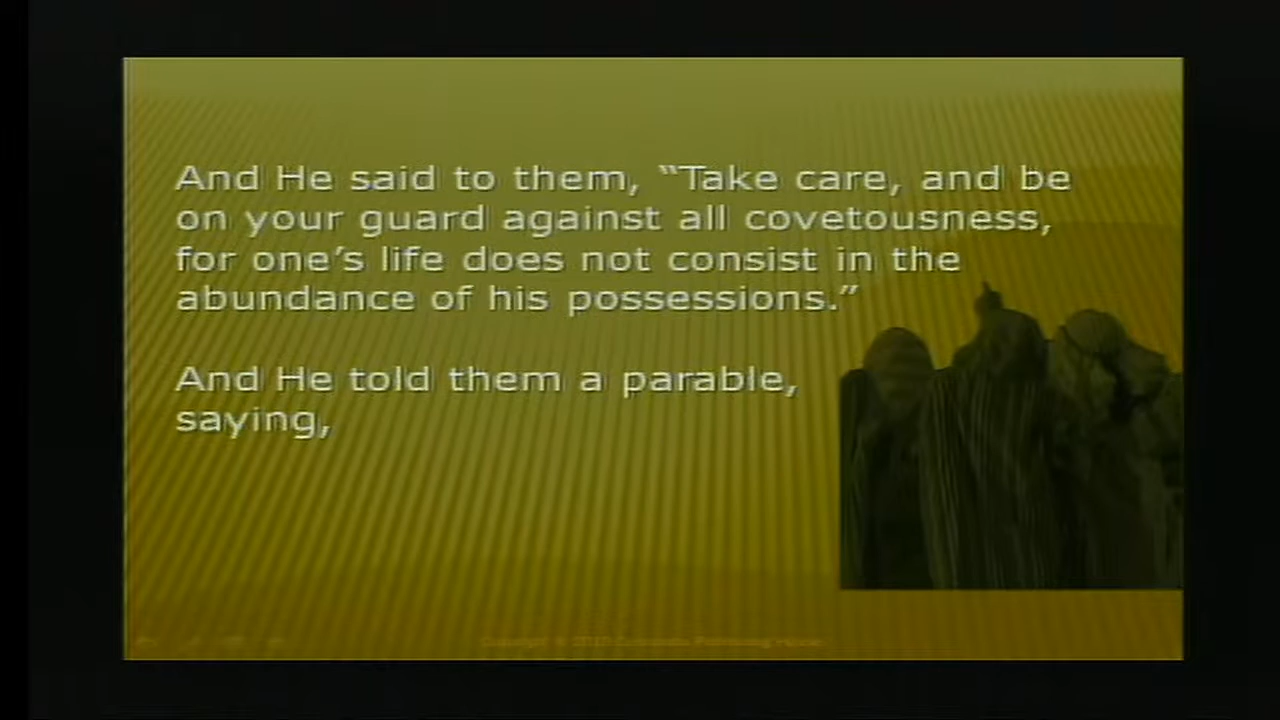 And He said to them, “Take care, and be
on your guard against all covetousness,
for one’s life does not consist in the
abundance of his possessions.”
And He told them a parable,
saying,